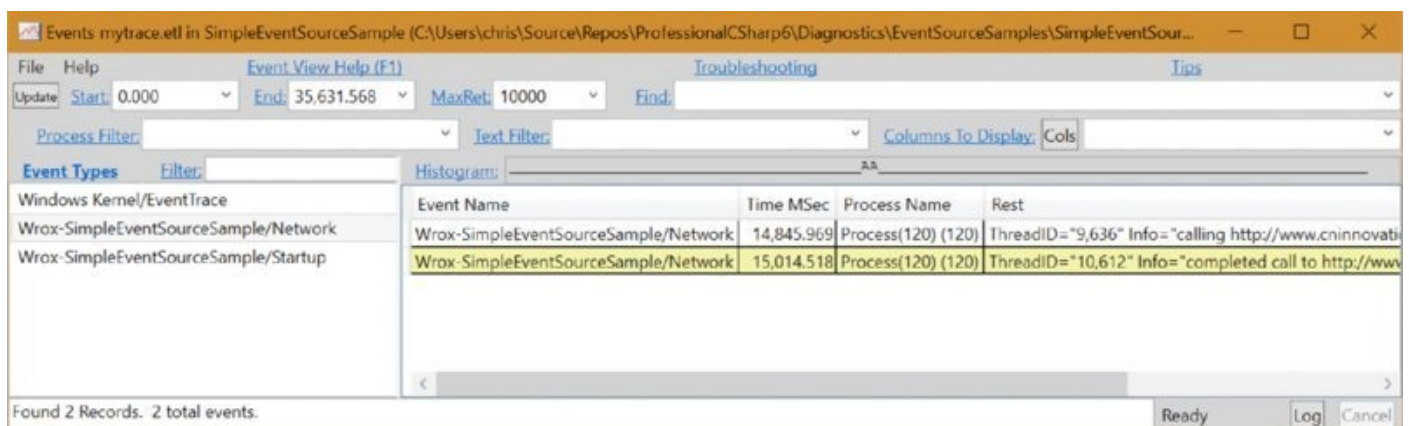 Events mytrace.etl in SimpleEventSourceSample (C:\Users\chris\Source\Repos\ProfessionalCSharp6\Diagnostics\EventSourceSamples\SimpleEventSour...
File Help Event View Help (F1) Troubleshooting Tips
Update Start: 0.000 End: 35,631.568 MaxRet: 10000 Find:
Process Filter: Text Filter: Columns To Display: Cols
Event Types Filter: Histogram: AA
Windows Kernel/EventTrace
Wrox-SimpleEventSourceSample/Network
Wrox-SimpleEventSourceSample/Startup
Event Name Time MSec Process Name Rest
Wrox-SimpleEventSourceSample/Network 14,845.969 Process(120) (120) ThreadID="9,636" Info="calling http://www.cninnovati
Wrox-SimpleEventSourceSample/Network 15,014.518 Process(120) (120) ThreadID="10,612" Info="completed call to http://www
Found 2 Records. 2 total events. Ready Log Cancel